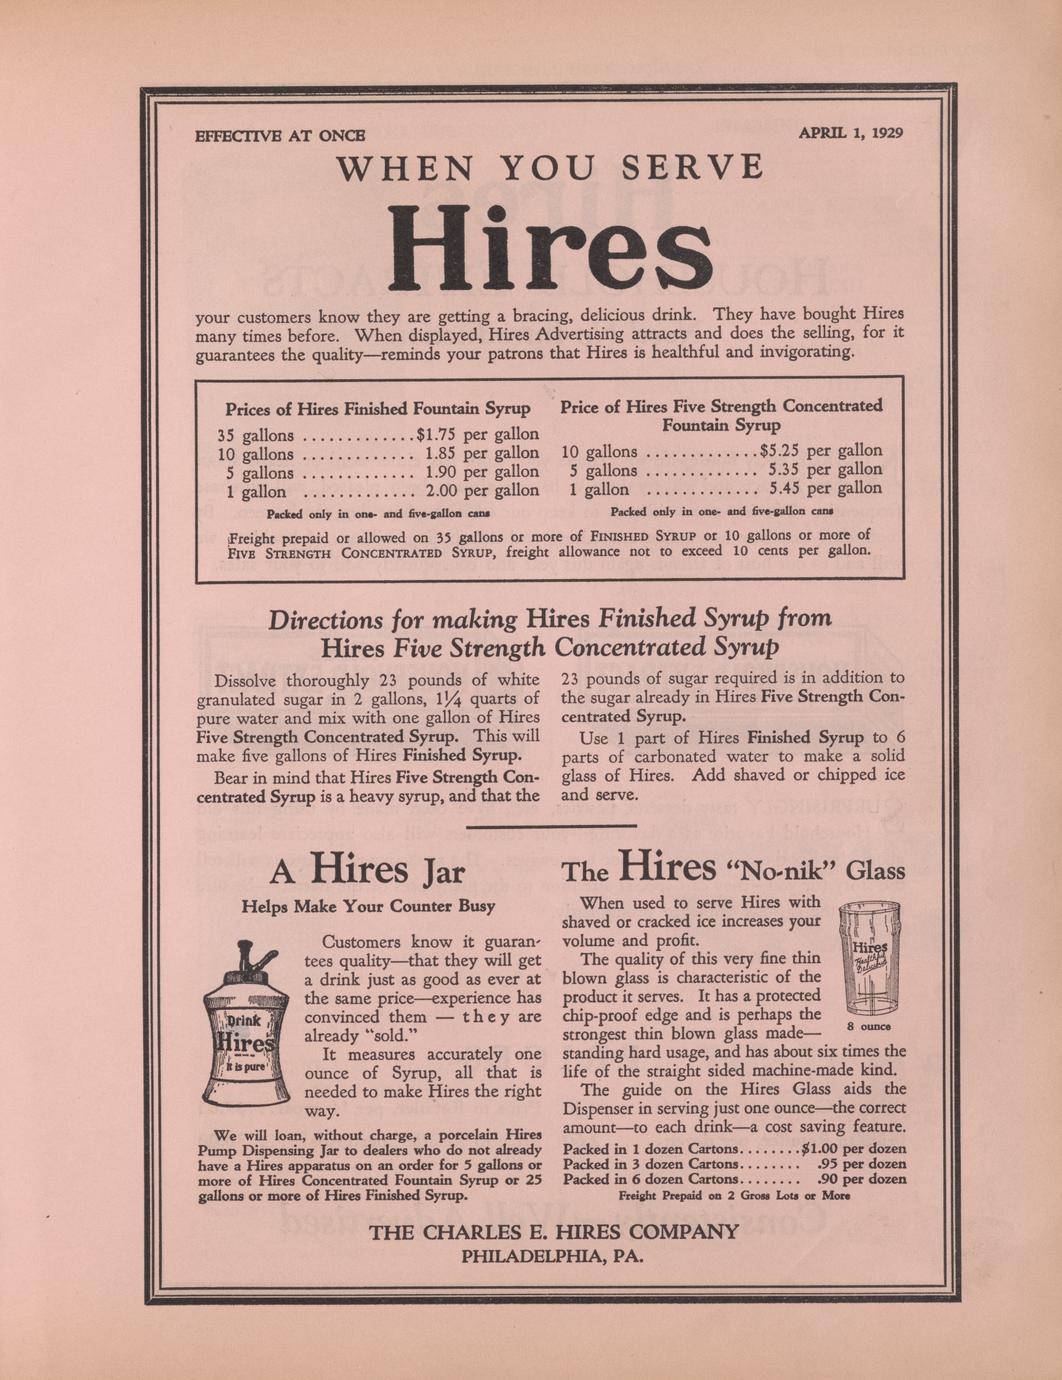 EFFECTIVE AT ONCE
APRIL 1, 1929
WHEN YOU SERVE
Hires
your customers know they are getting a bracing, delicious drink. They have bought Hires
many times before. When displayed, Hires Advertising attracts and does the selling, for it
guarantees the quality—reminds your patrons that Hires is healthful and invigorating.
Prices of Hires Finished Fountain Syrup
35 gallons .............$1.75 per gallon
10 gallons ............. 1.85 per gallon
5 gallons ............. 1.90 per gallon
1 gallon ............. 2.00 per gallon
Packed only in one- and five-gallon cans
Price of Hires Five Strength Concentrated
Fountain Syrup
10 gallons .............$5.25 per gallon
5 gallons ............. 5.35 per gallon
1 gallon ............. 5.45 per gallon
Packed only in one- and five-gallon cans
Freight prepaid or allowed on 35 gallons or more of FINISHED SYRUP or 10 gallons or more of
FIVE STRENGTH CONCENTRATED SYRUP, freight allowance not to exceed 10 cents per gallon.
Directions for making Hires Finished Syrup from
Hires Five Strength Concentrated Syrup
Dissolve thoroughly 23 pounds of white
granulated sugar in 2 gallons, 1¼ quarts of
pure water and mix with one gallon of Hires
Five Strength Concentrated Syrup. This will
make five gallons of Hires Finished Syrup.
Bear in mind that Hires Five Strength Con-
centrated Syrup is a heavy syrup, and that the
23 pounds of sugar required is in addition to
the sugar already in Hires Five Strength Con-
centrated Syrup.
Use 1 part of Hires Finished Syrup to 6
parts of carbonated water to make a solid
glass of Hires. Add shaved or chipped ice
and serve.
A Hires Jar
Helps Make Your Counter Busy
Customers know it guaran-
tees quality—that they will get
a drink just as good as ever at
the same price—experience has
convinced them — they are
already "sold."
It measures accurately one
ounce of Syrup, all that is
needed to make Hires the right
way.
Drink
Hires
It is pure
We will loan, without charge, a porcelain Hires
Pump Dispensing Jar to dealers who do not already
have a Hires apparatus on an order for 5 gallons or
more of Hires Concentrated Fountain Syrup or 25
gallons or more of Hires Finished Syrup.
The Hires "No-nik" Glass
When used to serve Hires with
shaved or cracked ice increases your
volume and profit.
The quality of this very fine thin
blown glass is characteristic of the
product it serves. It has a protected
chip-proof edge and is perhaps the
strongest thin blown glass made—
standing hard usage, and has about six times the
life of the straight sided machine-made kind.
The guide on the Hires Glass aids the
Dispenser in serving just one ounce—the correct
amount—to each drink—a cost saving feature.
Hires
Healthful
Delicious
8 ounce
Packed in 1 dozen Cartons........$1.00 per dozen
Packed in 3 dozen Cartons........ .95 per dozen
Packed in 6 dozen Cartons........ .90 per dozen
Freight Prepaid on 2 Gross Lots or More
THE CHARLES E. HIRES COMPANY
PHILADELPHIA, PA.